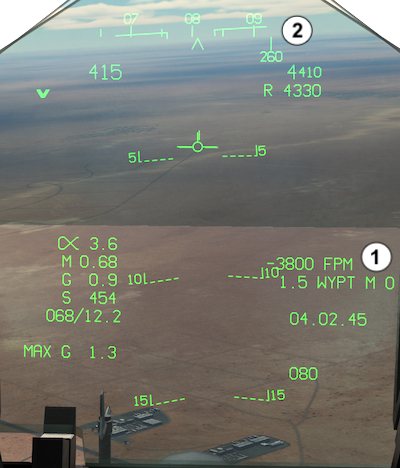 07 08 09
2
260
415
4410
R 4330
5 5
α 3.6
M 0.68
G 0.9
S 454
068/12.2
MAX G 1.3
1
-3800 FPM
1.5 WYPT M 0
10 10
04.02.45
080
15 15